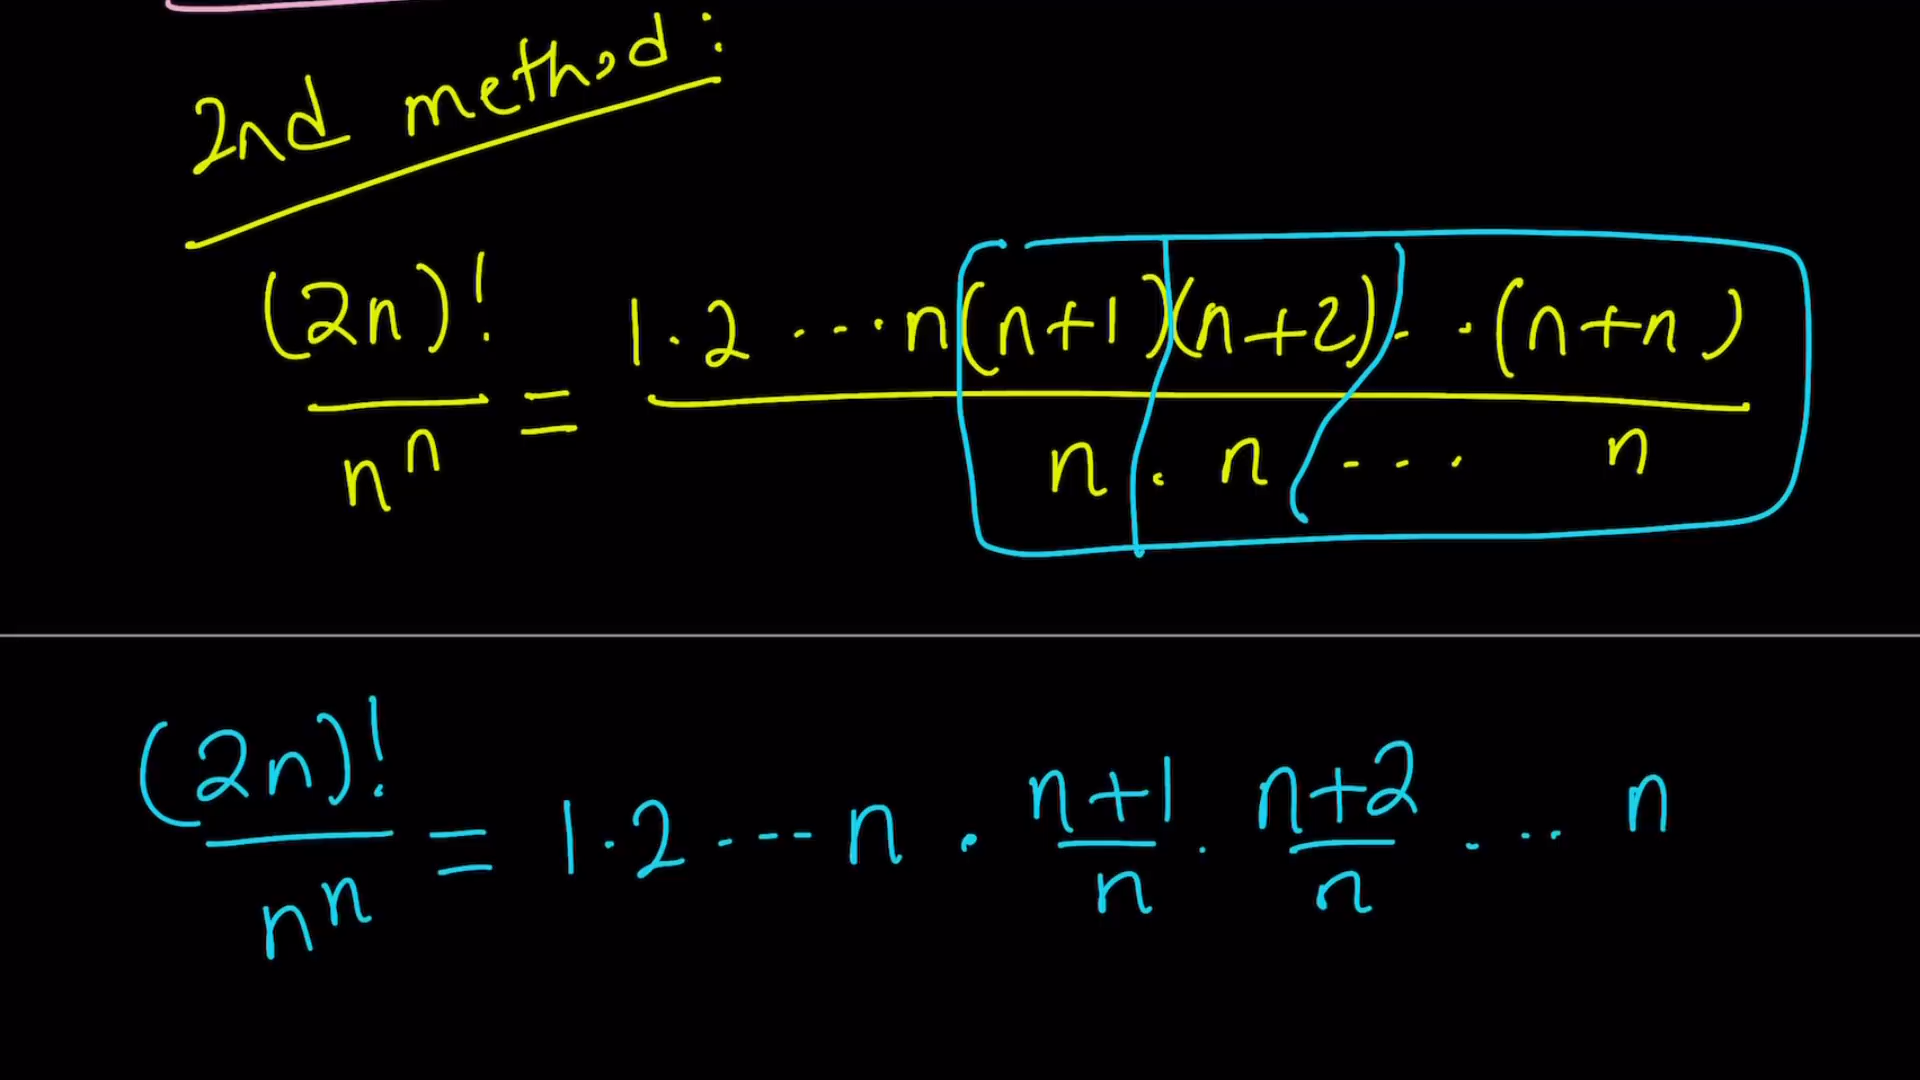 2nd method:
(2n)! / n^n = 1·2 ···· n(n+1)(n+2)· · (n+n) / n · n ··· n
(2n)! / n^n = 1·2 ···· n · (n+1)/n · (n+2)/n · ··· n